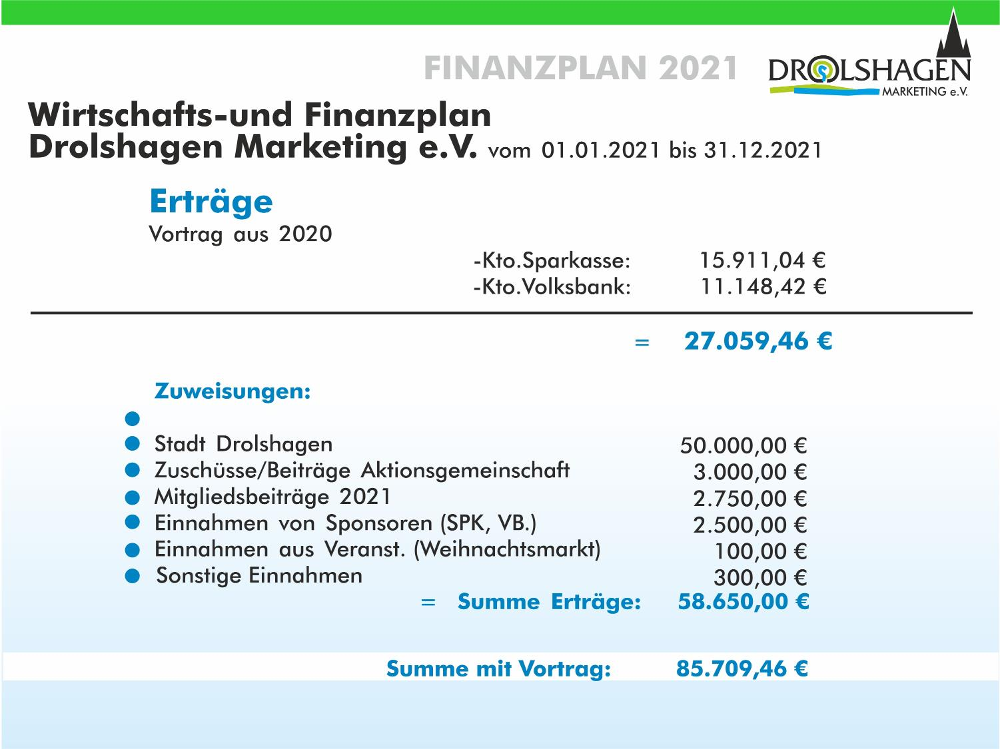 FINANZPLAN 2021
DROLSHAGEN
MARKETING e.V.
Wirtschafts-und Finanzplan
Drolshagen Marketing e.V. vom 01.01.2021 bis 31.12.2021
Erträge
Vortrag aus 2020
-Kto.Sparkasse: 15.911,04 €
-Kto.Volksbank: 11.148,42 €
= 27.059,46 €
Zuweisungen:
Stadt Drolshagen 50.000,00 €
Zuschüsse/Beiträge Aktionsgemeinschaft 3.000,00 €
Mitgliedsbeiträge 2021 2.750,00 €
Einnahmen von Sponsoren (SPK, VB.) 2.500,00 €
Einnahmen aus Veranst. (Weihnachtsmarkt) 100,00 €
Sonstige Einnahmen 300,00 €
= Summe Erträge: 58.650,00 €
Summe mit Vortrag: 85.709,46 €